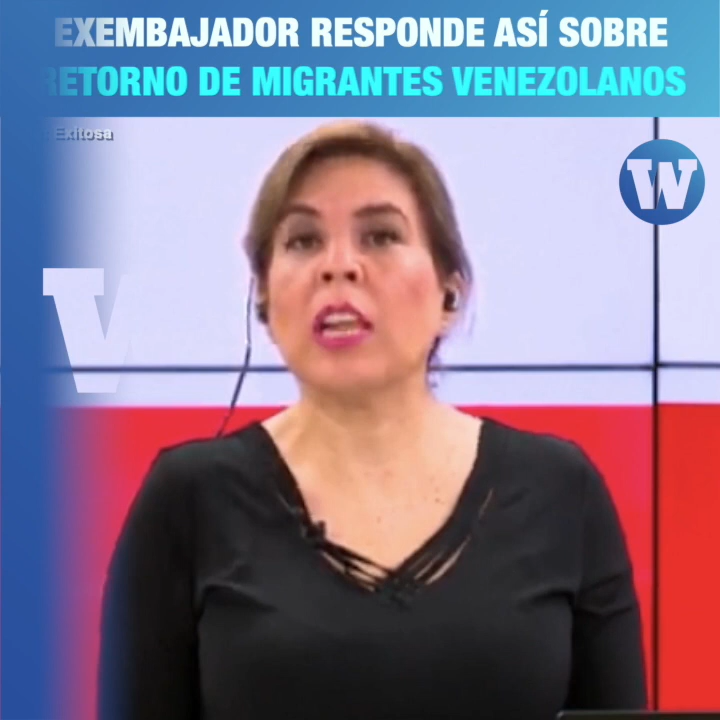 EXEMBAJADOR RESPONDE ASÍ SOBRE
RETORNO DE MIGRANTES VENEZOLANOS
Exitosa
W
W